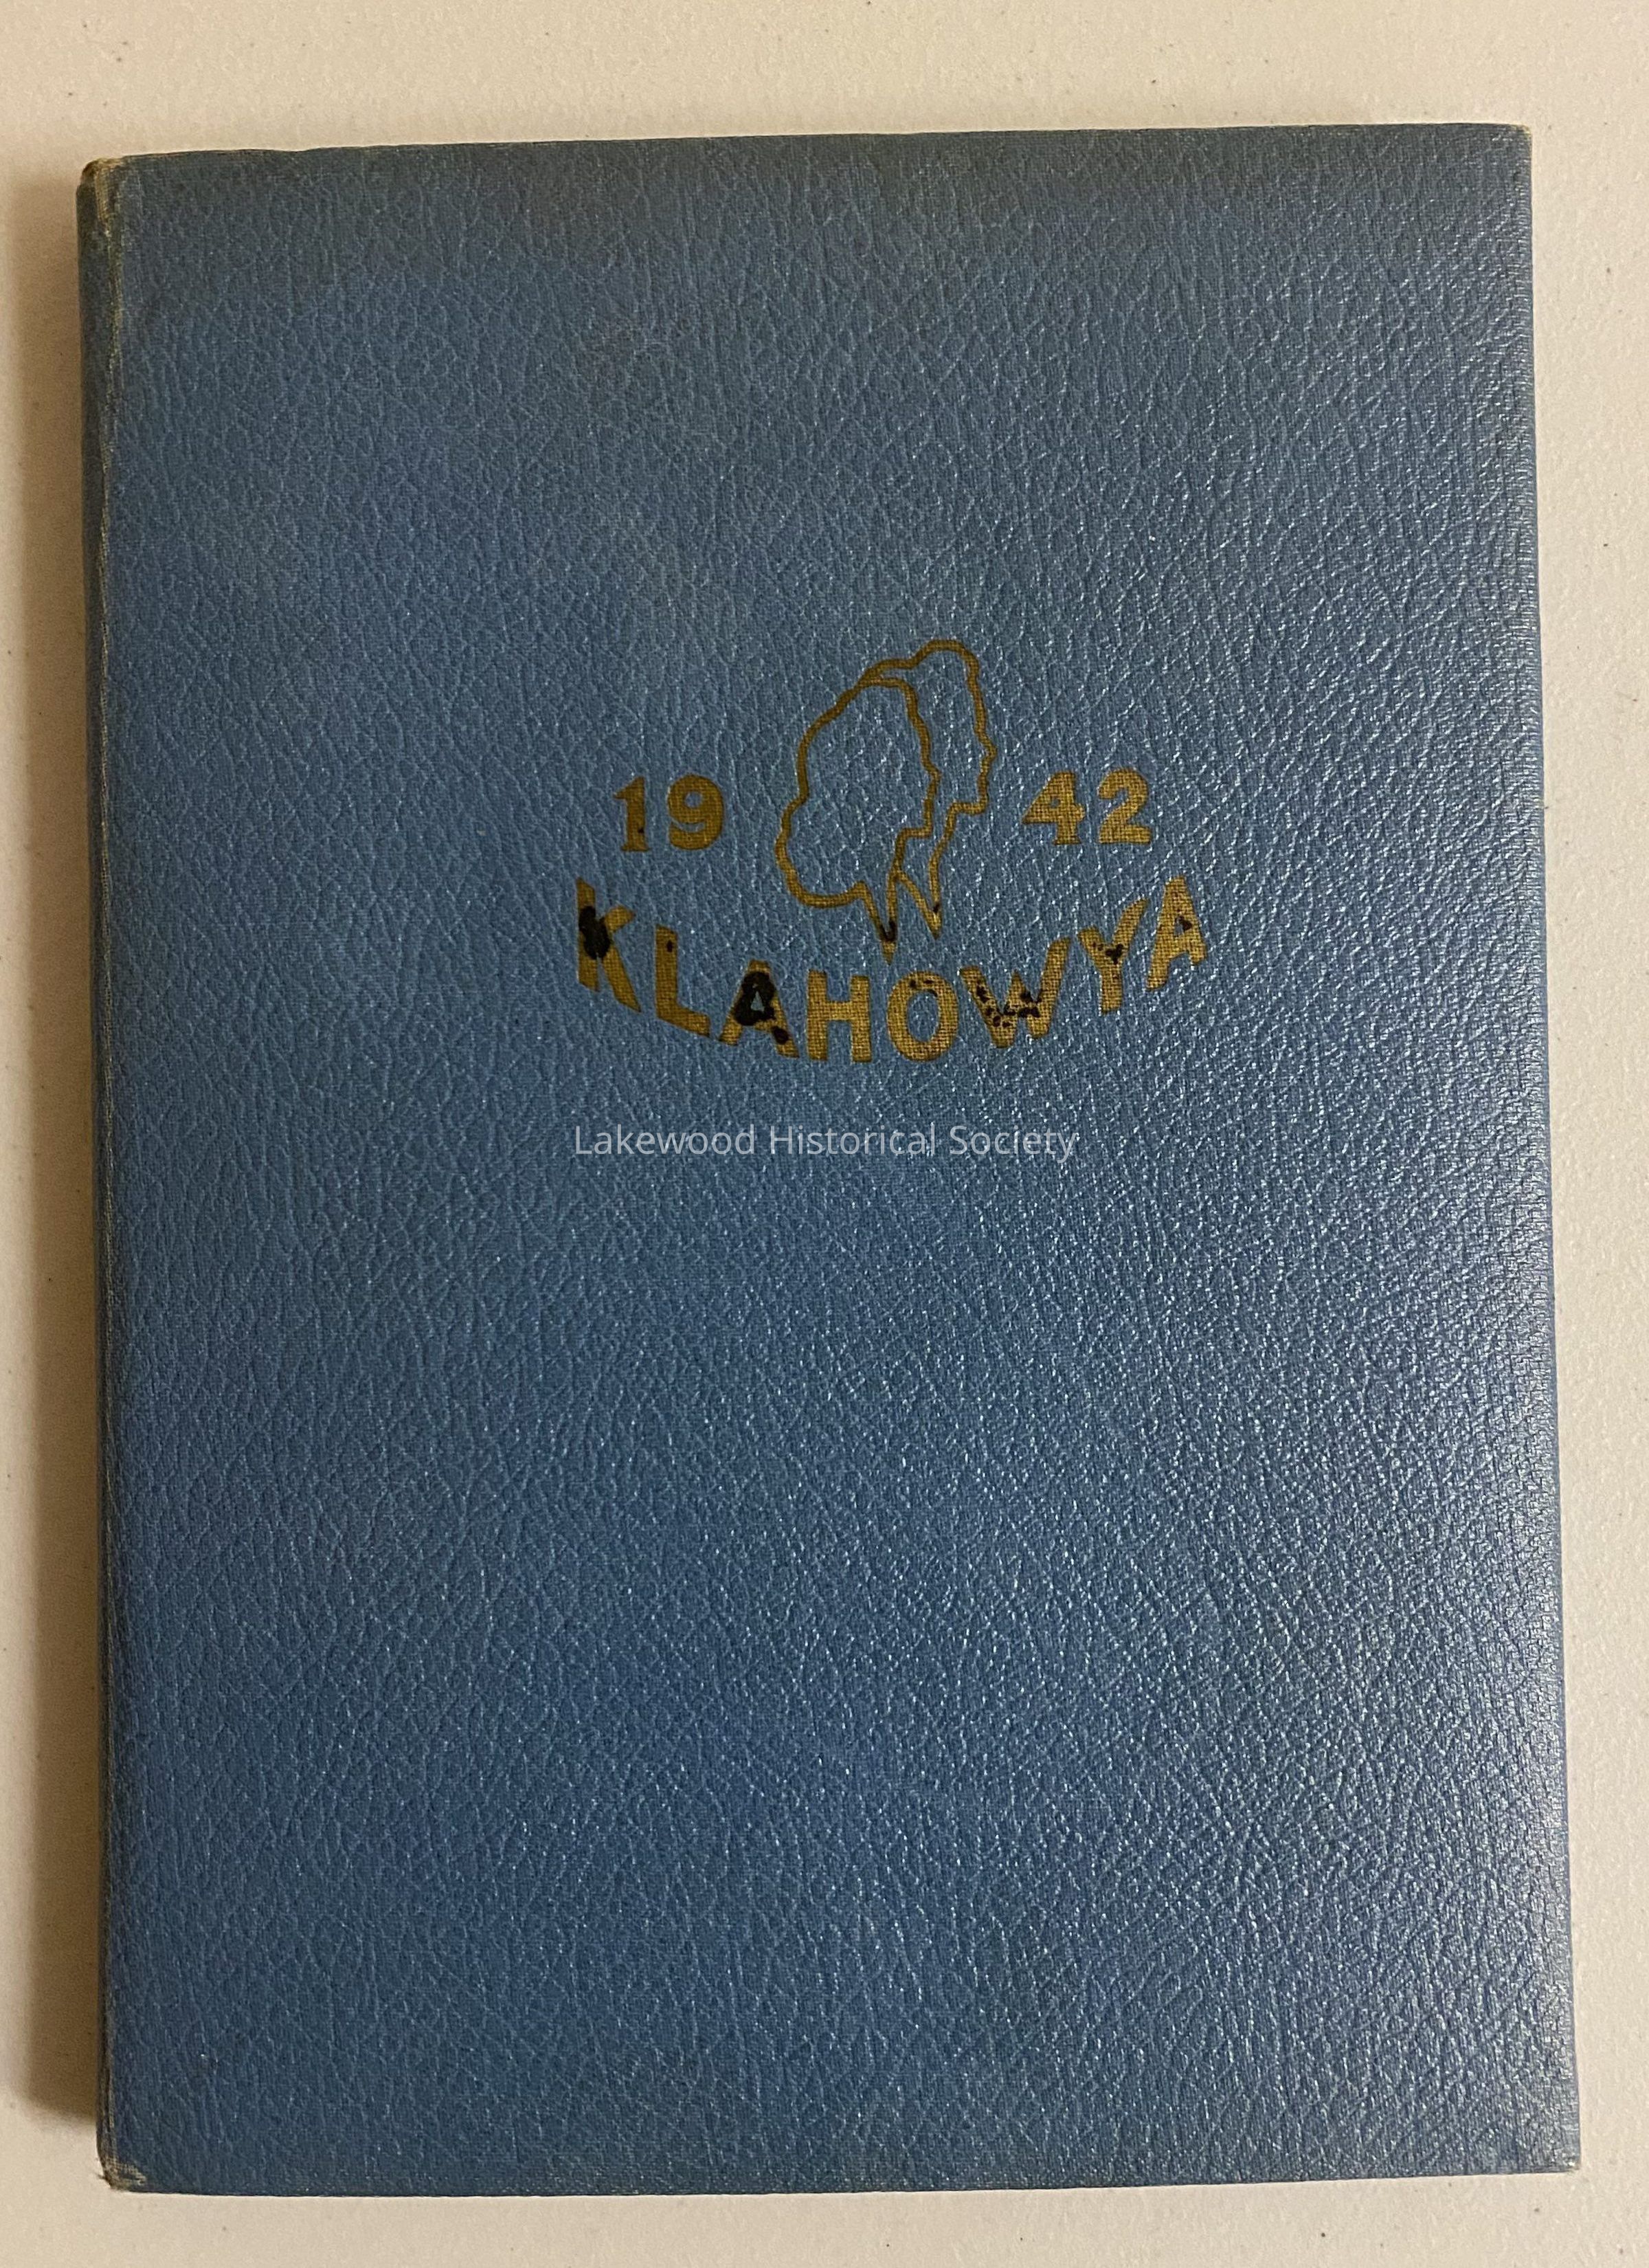 19 42
KLAHOWYA
Lakewood Historical Society